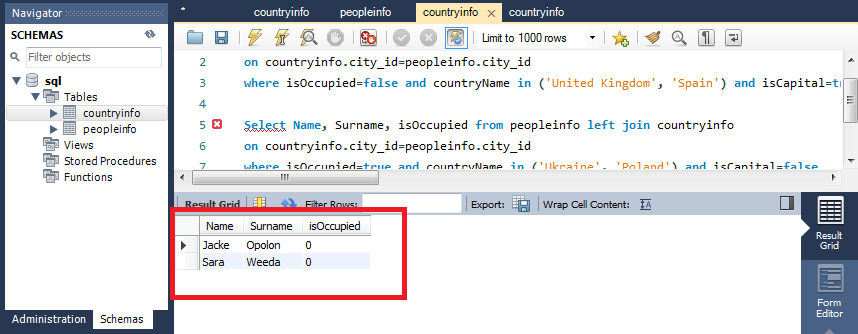 Navigator
* countryinfo peopleinfo countryinfo × countryinfo
SCHEMAS
Filter objects
Limit to 1000 rows
sql
Tables
countryinfo
peopleinfo
Views
Stored Procedures
Functions
2 on countryinfo.city_id=peopleinfo.city_id
3 where isOccupied=false and countryName in ('United Kingdom', 'Spain') and isCapital=tr
4
5 Select Name, Surname, isOccupied from peopleinfo left join countryinfo
6 on countryinfo.city_id=peopleinfo.city_id
7 where isOccupied=true and countryName in ('Ukraine', 'Poland') and isCapital=false
Result Grid Filter Rows: Export: Wrap Cell Content: IA
Name Surname isOccupied
Jacke Opolon 0
Sara Weeda 0
Result
Grid
Form
Editor
Administration Schemas